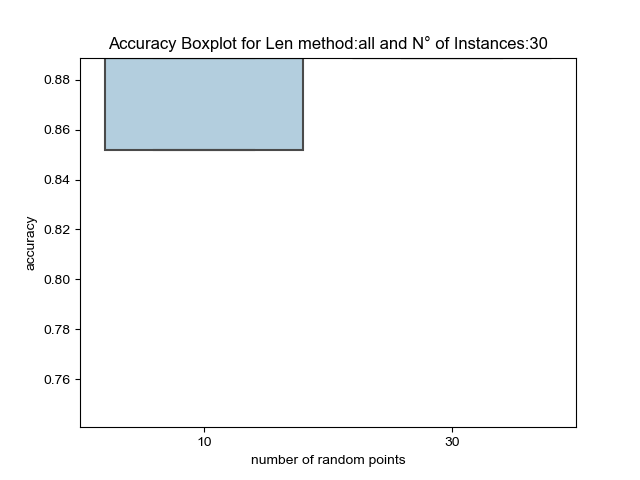 Accuracy Boxplot for Len method:all and N° of Instances:30
0.88
0.86
0.84
0.82
0.80
0.78
0.76
accuracy
10 30
number of random points